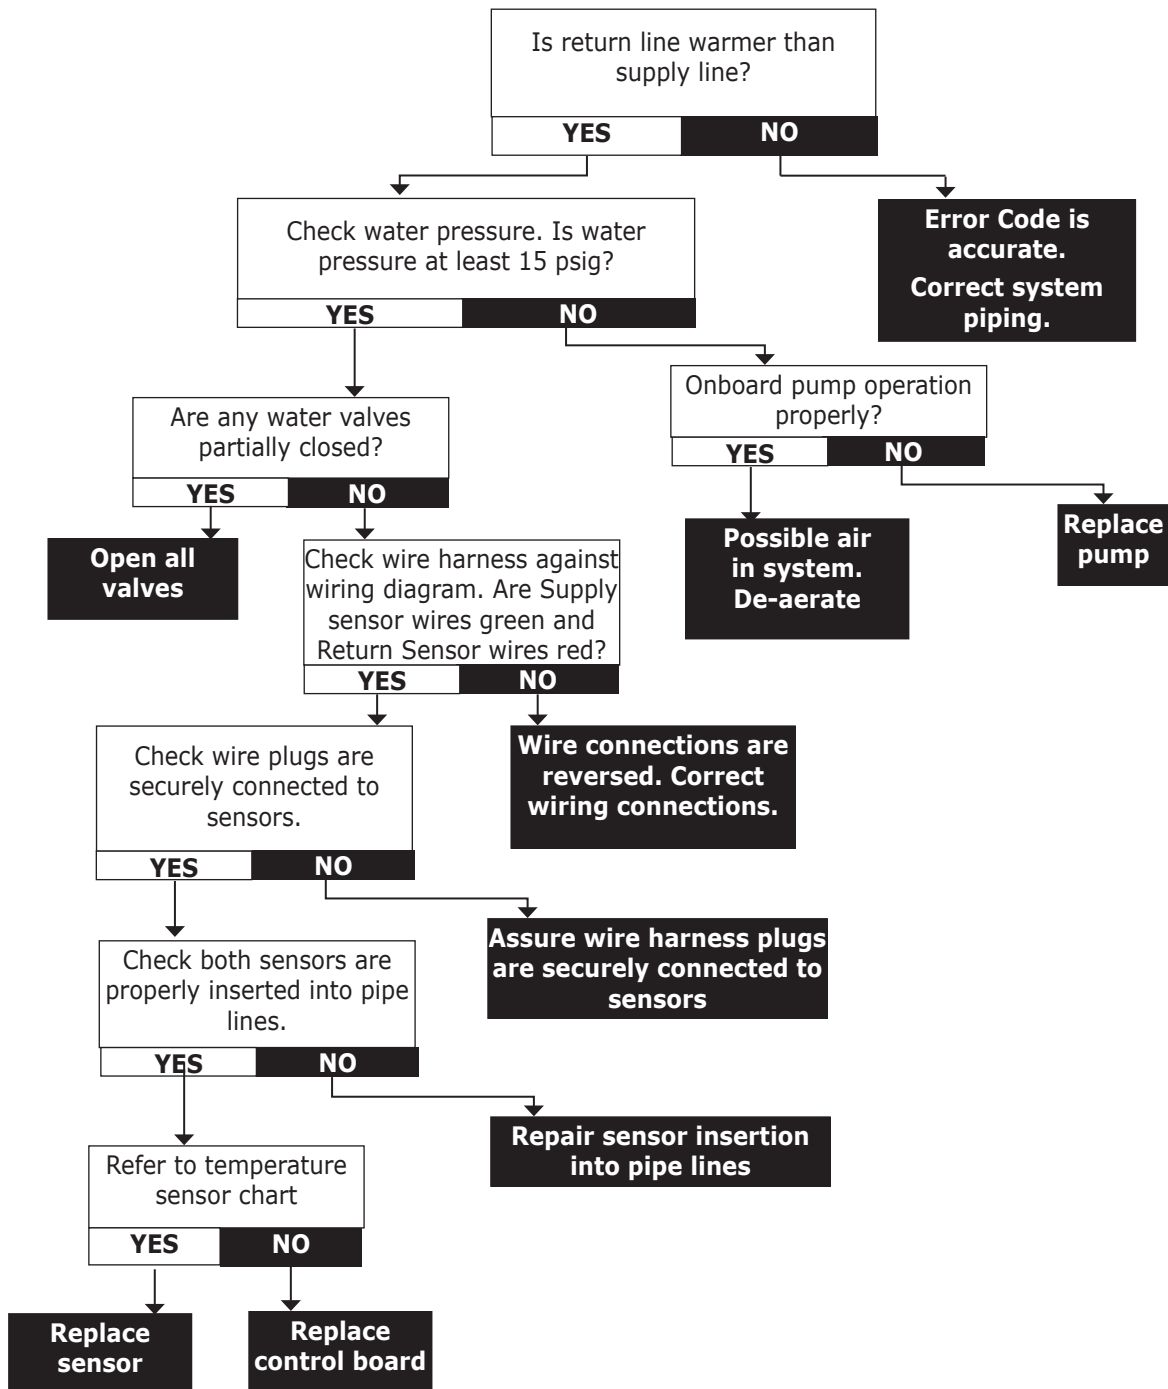 Is return line warmer than
supply line?
YES
NO
Error Code is
accurate.
Correct system
piping.
Check water pressure. Is water
pressure at least 15 psig?
YES
NO
Onboard pump operation
properly?
YES
NO
Are any water valves
partially closed?
YES
NO
Possible air
in system.
De-aerate
Replace
pump
Open all
valves
Check wire harness against
wiring diagram. Are Supply
sensor wires green and
Return Sensor wires red?
YES
NO
Check wire plugs are
securely connected to
sensors.
YES
NO
Wire connections are
reversed. Correct
wiring connections.
Assure wire harness plugs
are securely connected to
sensors
Check both sensors are
properly inserted into pipe
lines.
YES
NO
Repair sensor insertion
into pipe lines
Refer to temperature
sensor chart
YES
NO
Replace
sensor
Replace
control board